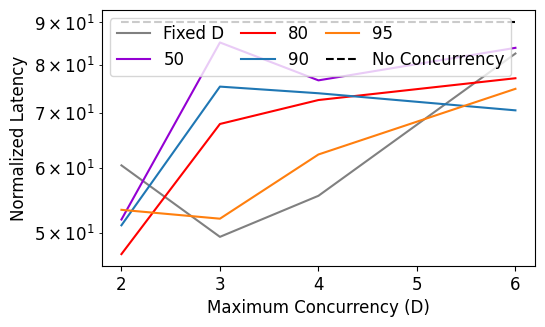 9 × 10¹
8 × 10¹
7 × 10¹
6 × 10¹
5 × 10¹
Normalized Latency
Fixed D
50
80
90
95
No Concurrency
2
3
4
5
6
Maximum Concurrency (D)